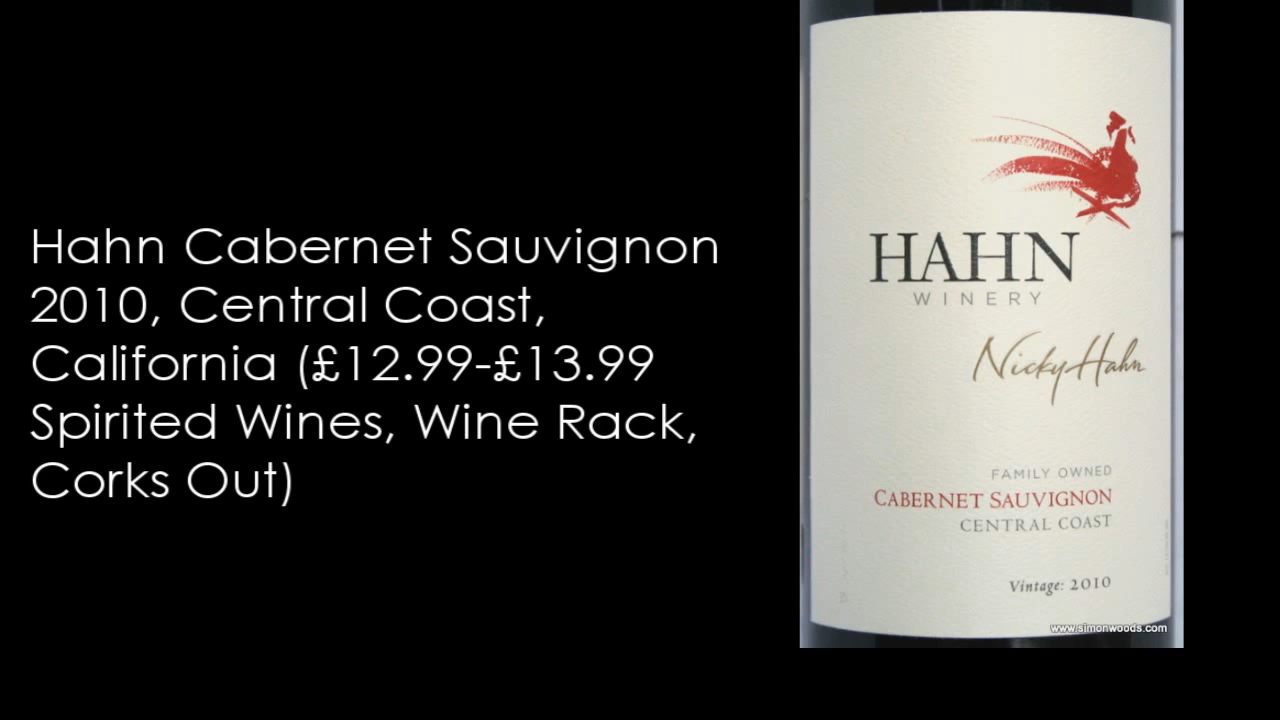 Hahn Cabernet Sauvignon
2010, Central Coast,
California (£12.99-£13.99
Spirited Wines, Wine Rack,
Corks Out)
HAHN
WINERY
Nicky Hahn
FAMILY OWNED
CABERNET SAUVIGNON
CENTRAL COAST
Vintage: 2010
www.simonwoods.com